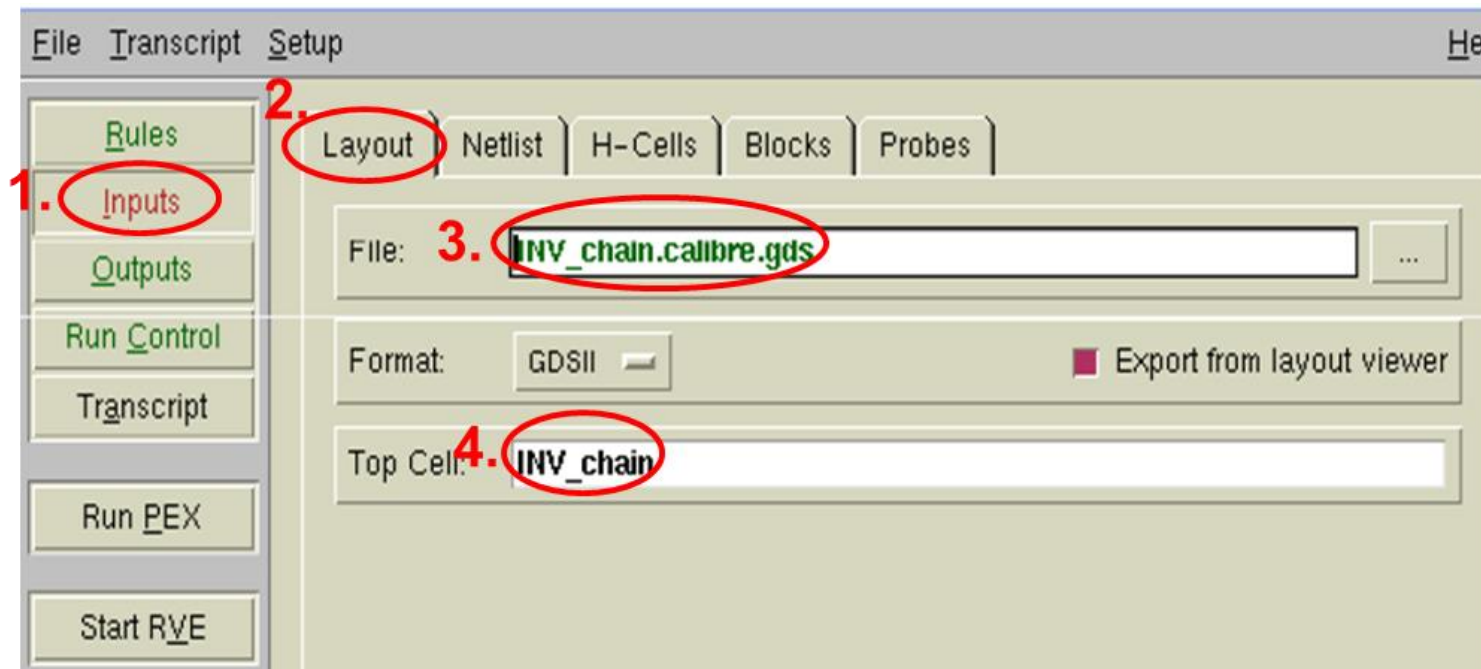 File Transcript Setup He
2.
Rules
Layout Netlist H-Cells Blocks Probes
1. Inputs
File: 3. INV_chain.calibre.gds ...
Outputs
Run Control
Format: GDSII Export from layout viewer
Transcript
Top Cell: 4. INV_chain
Run PEX
Start RVE